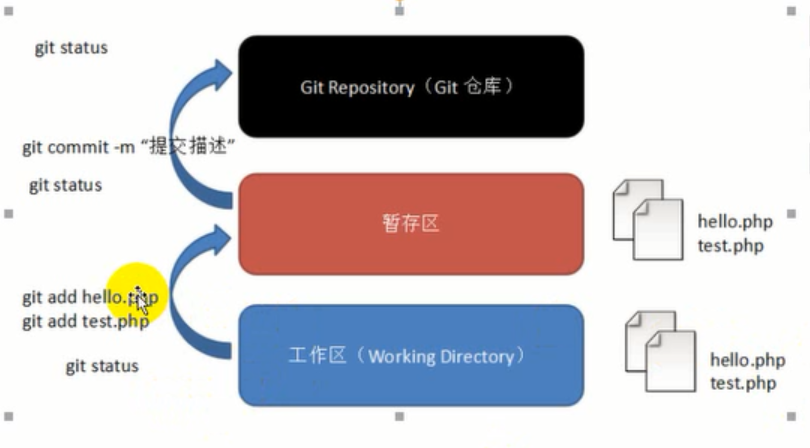 git status
Git Repository（Git 仓库）
git commit -m “提交描述”
git status
暂存区
hello.php
test.php
git add hello.php
git add test.php
git status
工作区（Working Directory）
hello.php
test.php